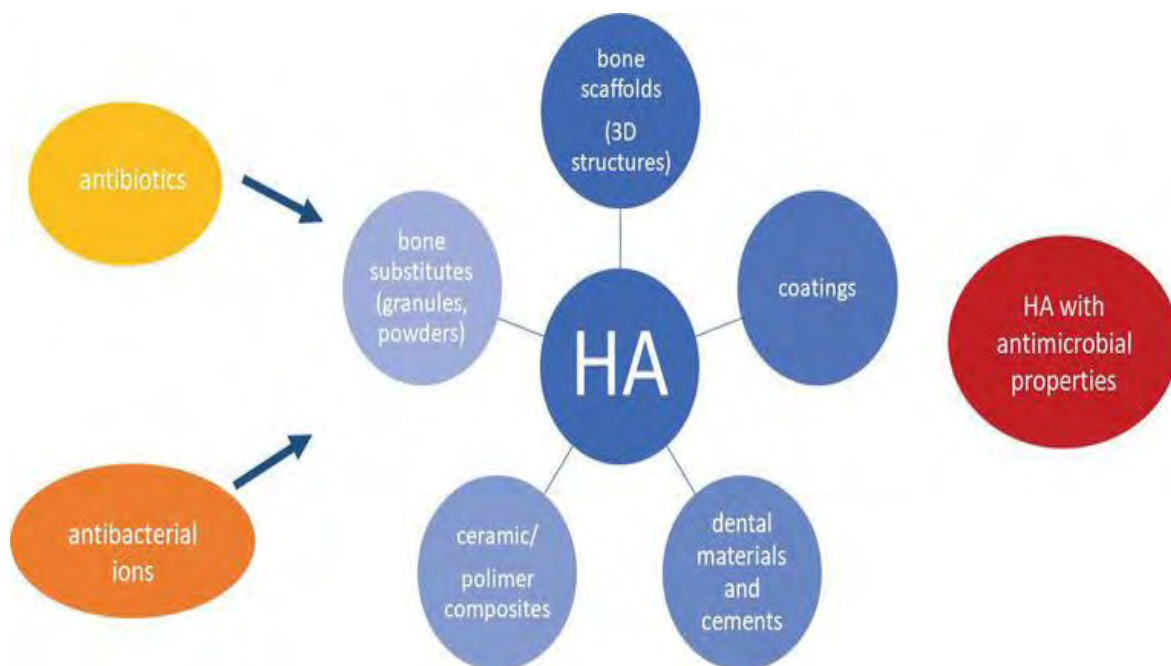 antibiotics
antibacterial
ions
bone
scaffolds
(3D
structures)
bone
substitutes
(granules,
powders)
coatings
HA
ceramic/
polimer
composites
dental
materials
and
cements
HA with
antimicrobial
properties